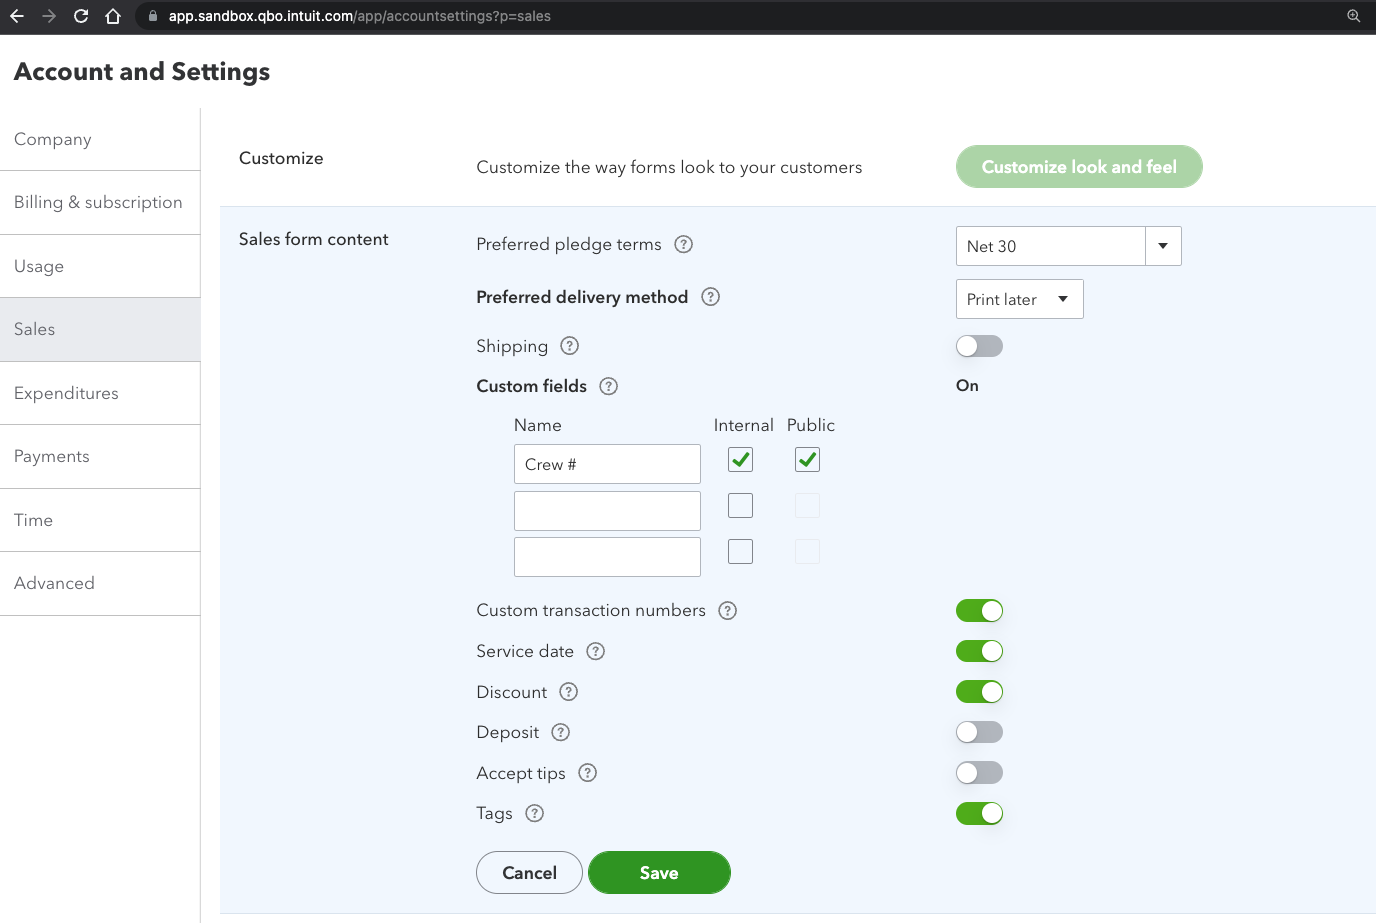 app.sandbox.qbo.intuit.com/app/accountsettings?p=sales
Account and Settings
Company
Billing & subscription
Usage
Sales
Expenditures
Payments
Time
Advanced
Customize
Customize the way forms look to your customers
Customize look and feel
Sales form content
Preferred pledge terms ?
Net 30
Preferred delivery method ?
Print later
Shipping ?
Custom fields ?
On
Name Internal Public
Crew #
Custom transaction numbers ?
Service date ?
Discount ?
Deposit ?
Accept tips ?
Tags ?
Cancel Save